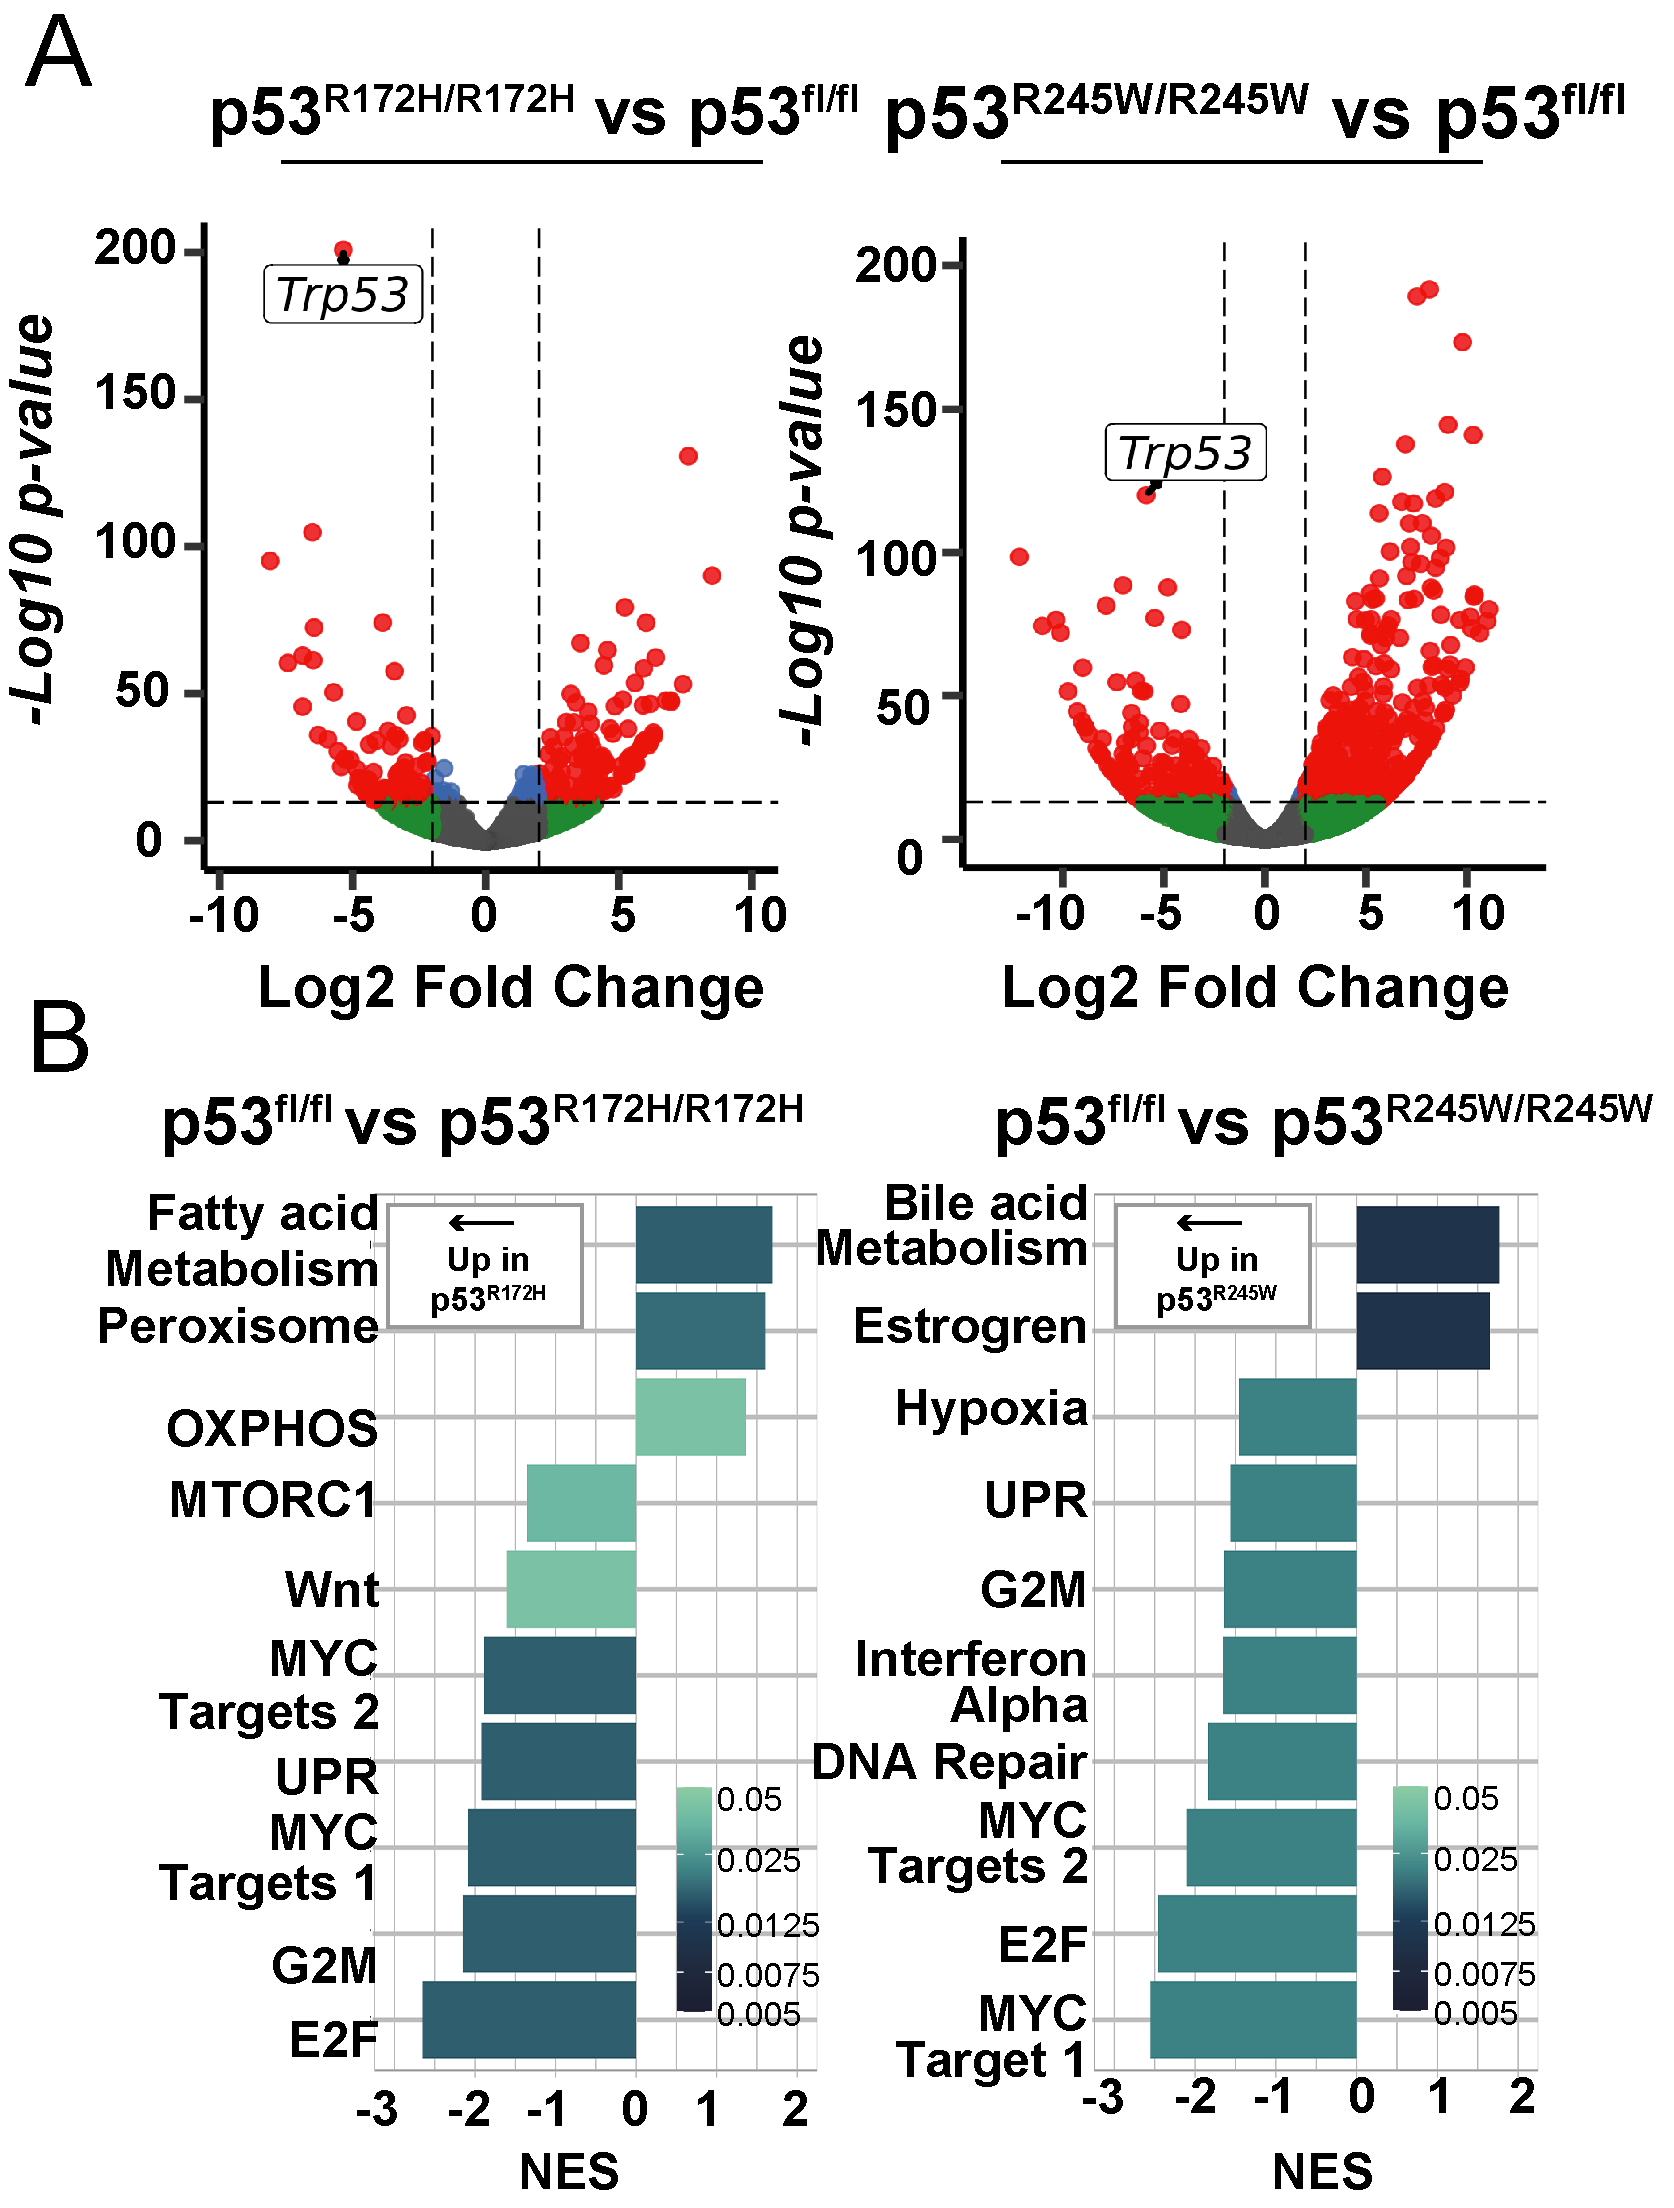 A
p53R172H/R172H vs p53fl/fl
p53R245W/R245W vs p53fl/fl
-Log10 p-value
200
150
100
50
0
Trp53
-10 -5 0 5 10
Log2 Fold Change
-Log10 p-value
200
150
100
50
0
Trp53
-10 -5 0 5 10
Log2 Fold Change
B
p53fl/fl vs p53R172H/R172H
Fatty acid
Metabolism
Peroxisome
OXPHOS
MTORC1
Wnt
MYC
Targets 2
UPR
MYC
Targets 1
G2M
E2F
←
Up in
p53R172H
0.05
0.025
0.0125
0.0075
0.005
-3 -2 -1 0 1 2
NES
p53fl/fl vs p53R245W/R245W
Bile acid
Metabolism
Estrogren
Hypoxia
UPR
G2M
Interferon
Alpha
DNA Repair
MYC
Targets 2
E2F
MYC
Target 1
←
Up in
p53R245W
0.05
0.025
0.0125
0.0075
0.005
-3 -2 -1 0 1 2
NES